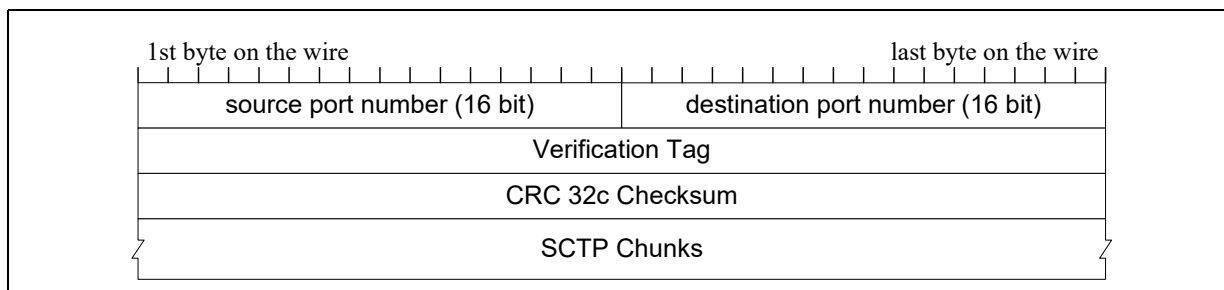 1st byte on the wire last byte on the wire
source port number (16 bit) destination port number (16 bit)
Verification Tag
CRC 32c Checksum
SCTP Chunks